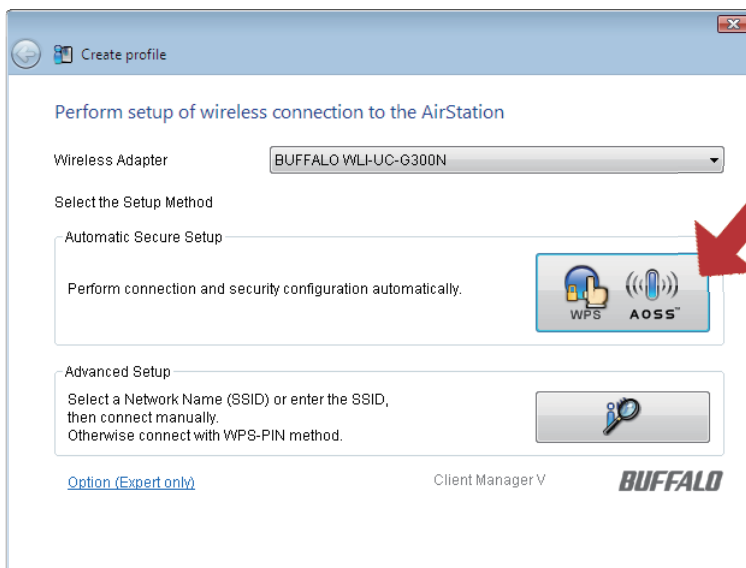 Create profile
Perform setup of wireless connection to the AirStation
Wireless Adapter
BUFFALO WLI-UC-G300N
Select the Setup Method
Automatic Secure Setup
Perform connection and security configuration automatically.
WPS
AOSS™
Advanced Setup
Select a Network Name (SSID) or enter the SSID,
then connect manually.
Otherwise connect with WPS-PIN method.
Option (Expert only)
Client Manager V
BUFFALO